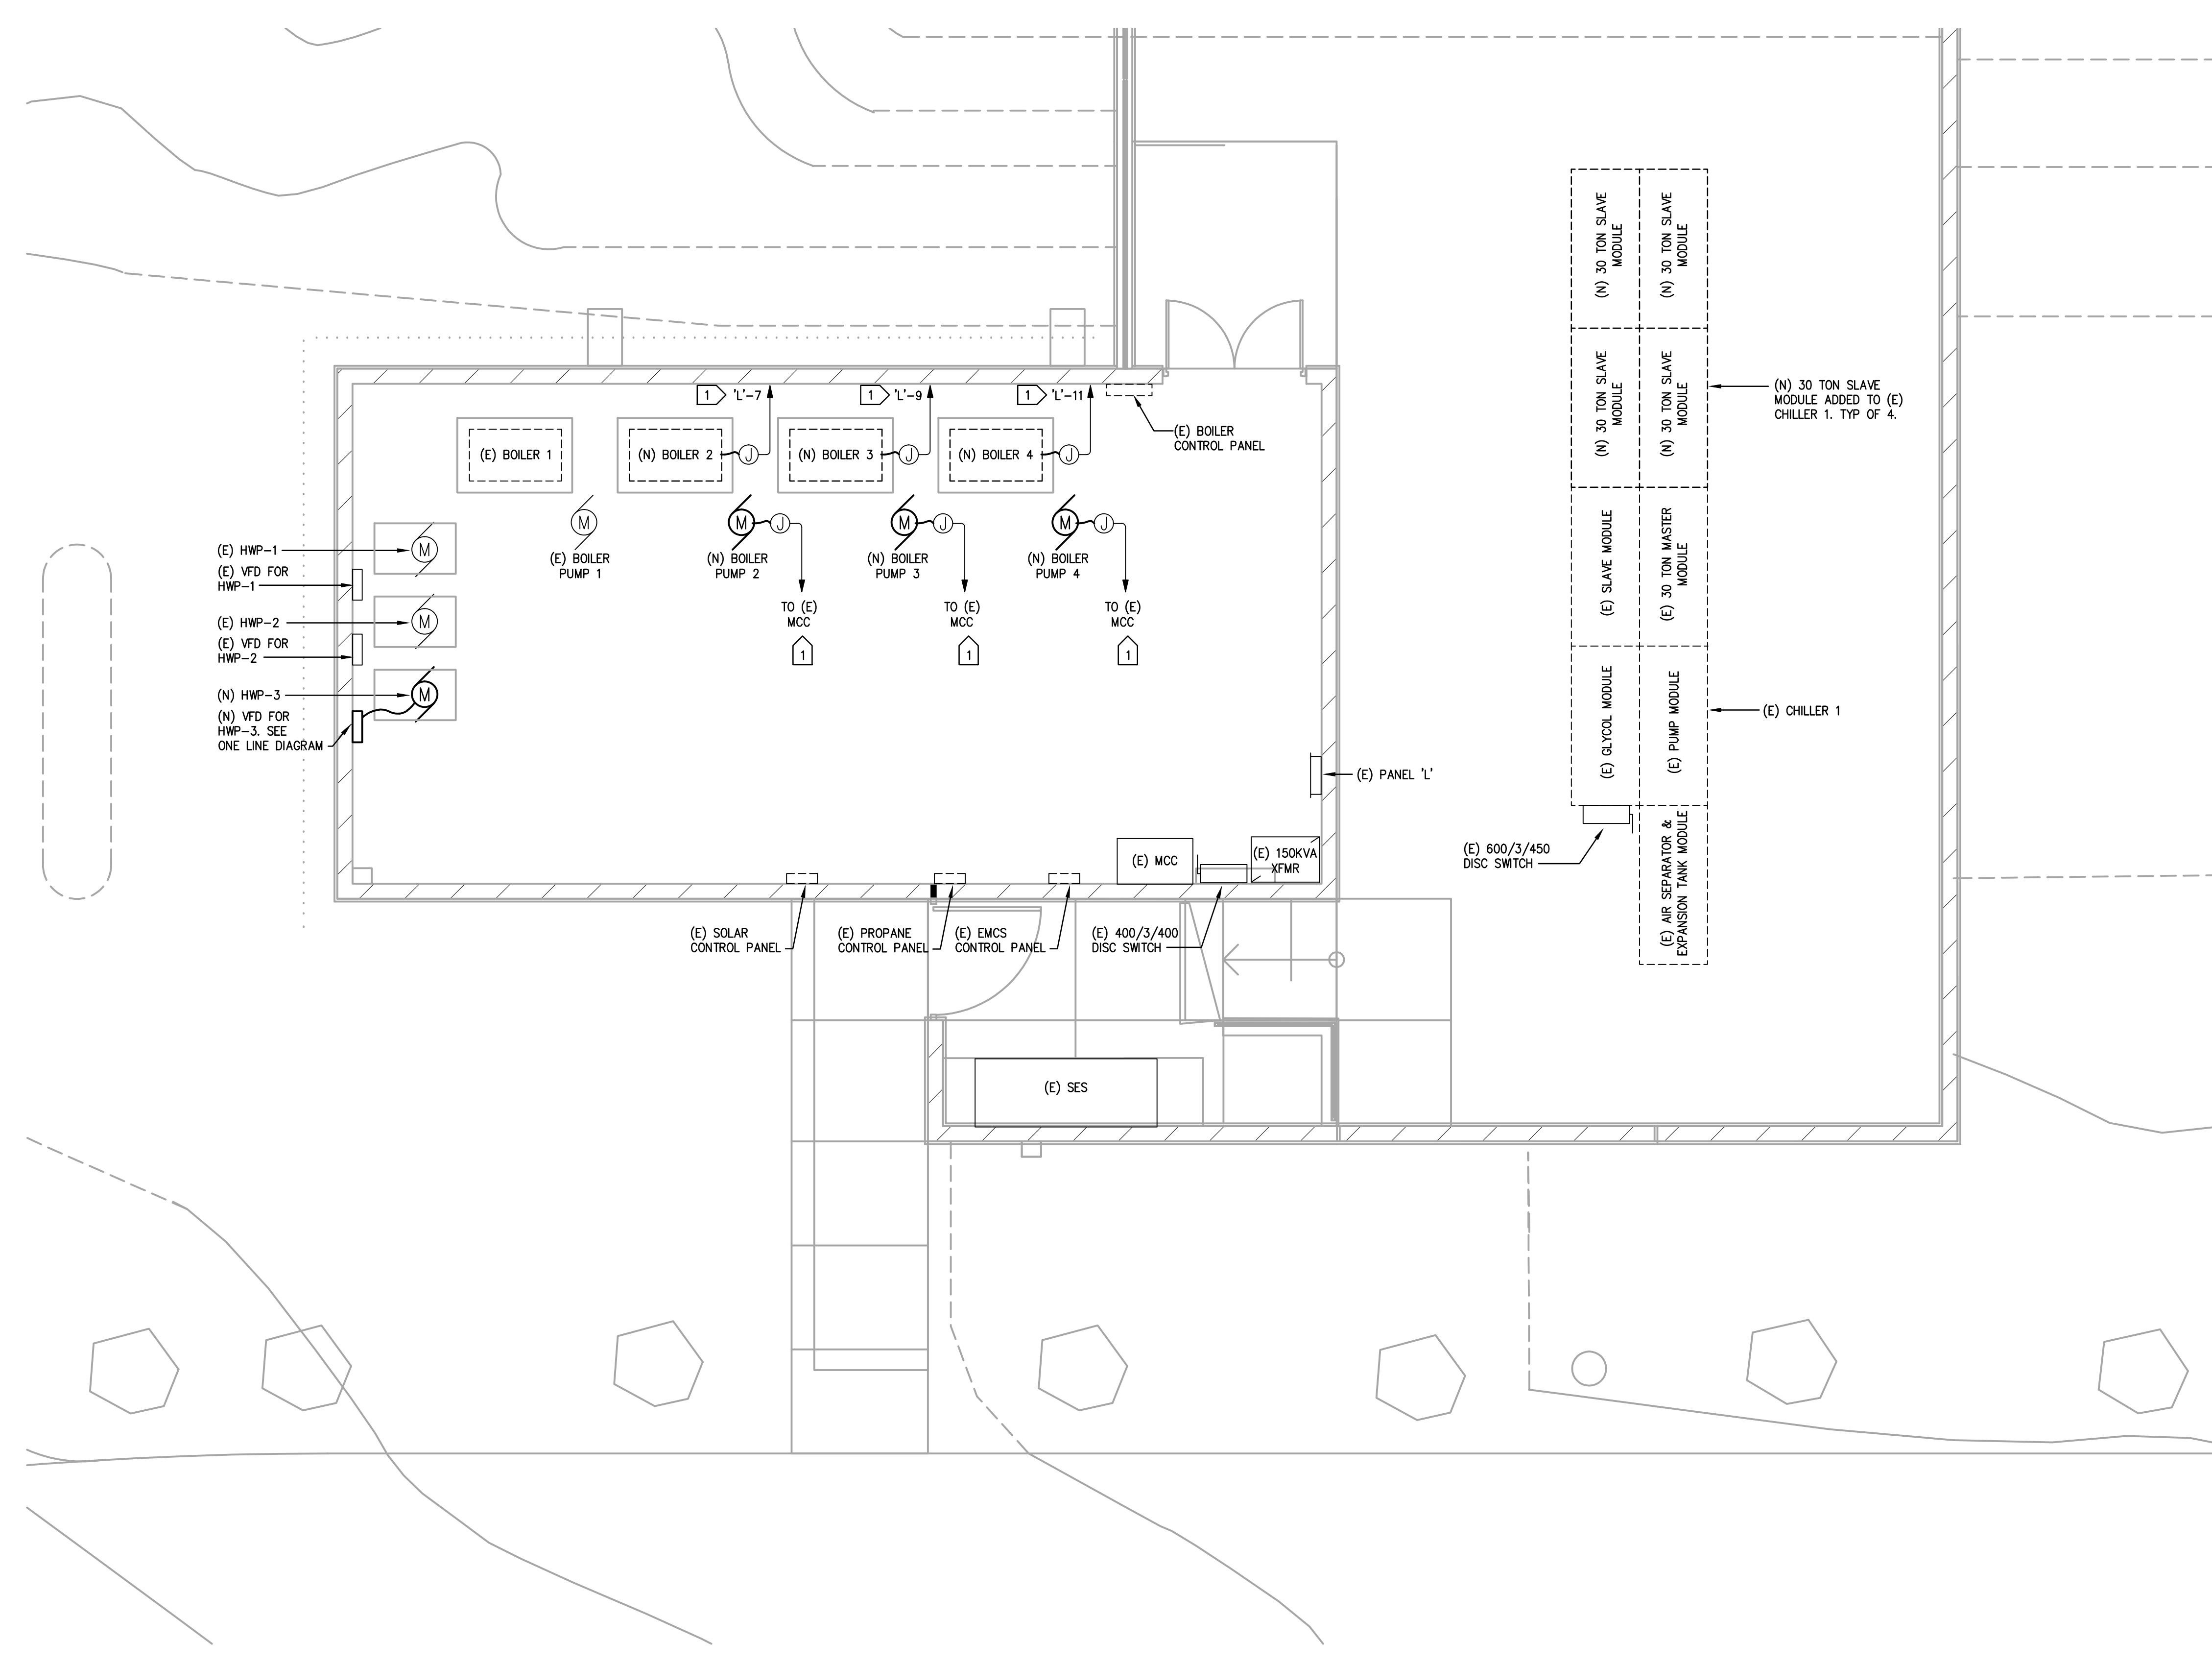 (N) 30 TON SLAVE
MODULE
(N) 30 TON SLAVE
MODULE
(N) 30 TON SLAVE
MODULE
(N) 30 TON SLAVE
MODULE
(N) 30 TON SLAVE
MODULE ADDED TO (E)
CHILLER 1. TYP OF 4.
1 'L'-7
1 'L'-9
1 'L'-11
(E) BOILER
CONTROL PANEL
(E) BOILER 1
(N) BOILER 2
J
(N) BOILER 3
J
(N) BOILER 4
J
M
(E) BOILER
PUMP 1
M
J
(N) BOILER
PUMP 2
M
J
(N) BOILER
PUMP 3
M
J
(N) BOILER
PUMP 4
TO (E)
MCC
1
TO (E)
MCC
1
TO (E)
MCC
1
(E) HWP-1
M
(E) VFD FOR
HWP-1
(E) HWP-2
M
(E) VFD FOR
HWP-2
(N) HWP-3
M
(N) VFD FOR
HWP-3. SEE
ONE LINE DIAGRAM
(E) SLAVE MODULE
(E) 30 TON MASTER
MODULE
(E) GLYCOL MODULE
(E) PUMP MODULE
(E) CHILLER 1
(E) PANEL 'L'
(E) 600/3/450
DISC SWITCH
(E) AIR SEPARATOR &
EXPANSION TANK MODULE
(E) MCC
(E) 150KVA
XFMR
(E) SOLAR
CONTROL PANEL
(E) PROPANE
CONTROL PANEL
(E) EMCS
CONTROL PANEL
(E) 400/3/400
DISC SWITCH
(E) SES